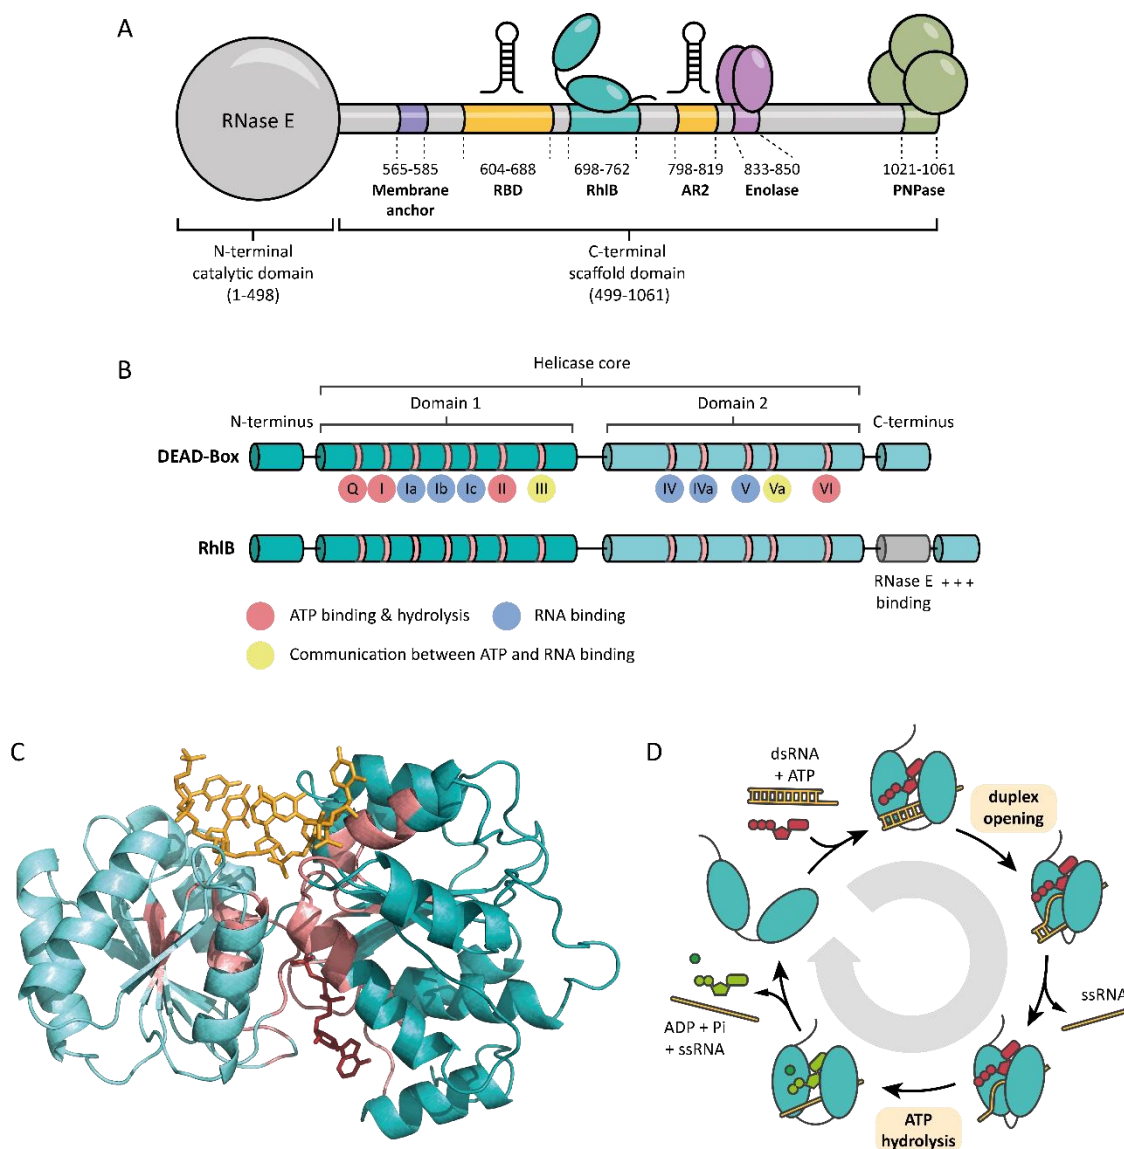 A
RNase E
565-585
Membrane
anchor
604-688
RBD
698-762
RhlB
798-819
AR2
833-850
Enolase
1021-1061
PNPase
N-terminal
catalytic domain
(1-498)
C-terminal
scaffold domain
(499-1061)
B
Helicase core
N-terminus
Domain 1
Domain 2
C-terminus
DEAD-Box
Q I Ia Ib Ic II III IV IVa V Va VI
RhlB
RNase E
binding
+ + +
ATP binding & hydrolysis
RNA binding
Communication between ATP and RNA binding
C
D
dsRNA
+ ATP
duplex
opening
ssRNA
ATP
hydrolysis
ADP + Pi
+ ssRNA